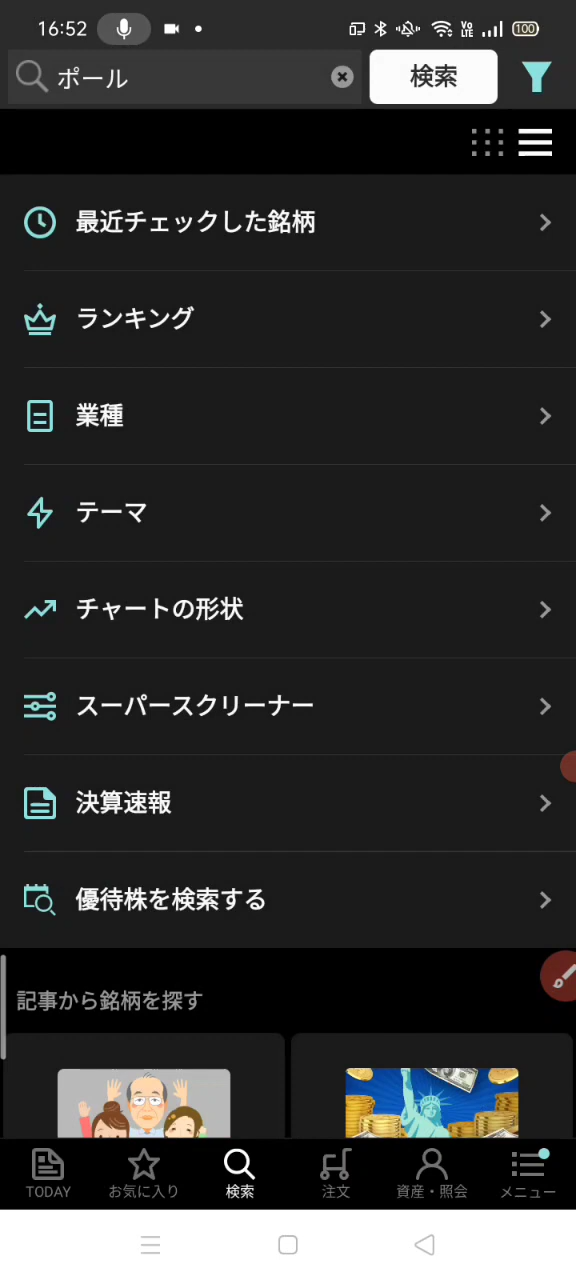 16:52
VO LTE 100
ポール 検索
最近チェックした銘柄
ランキング
業種
テーマ
チャートの形状
スーパースクリーナー
決算速報
優待株を検索する
記事から銘柄を探す
TODAY お気に入り 検索 注文 資産・照会 メニュー